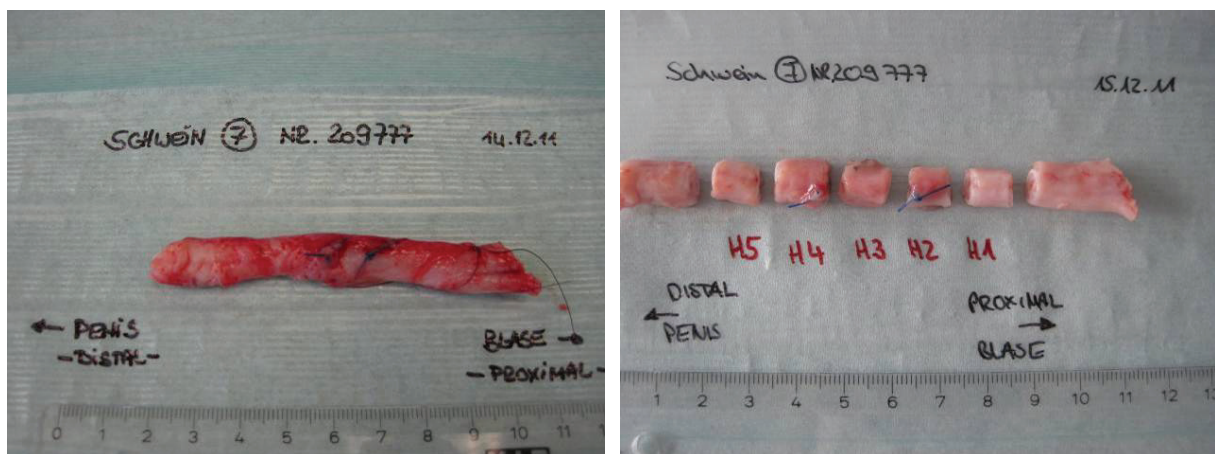 SCHWEIN 7 NR. 209777 14.12.11
← PENIS
- DISTAL -
BLASE →
- PROXIMAL -
0 1 2 3 4 5 6 7 8 9 10 11
Schwein 7 NR 209777 15.12.11
H5 H4 H3 H2 H1
DISTAL
←
PENIS
PROXIMAL
→
BLASE
1 2 3 4 5 6 7 8 9 10 11 12 13